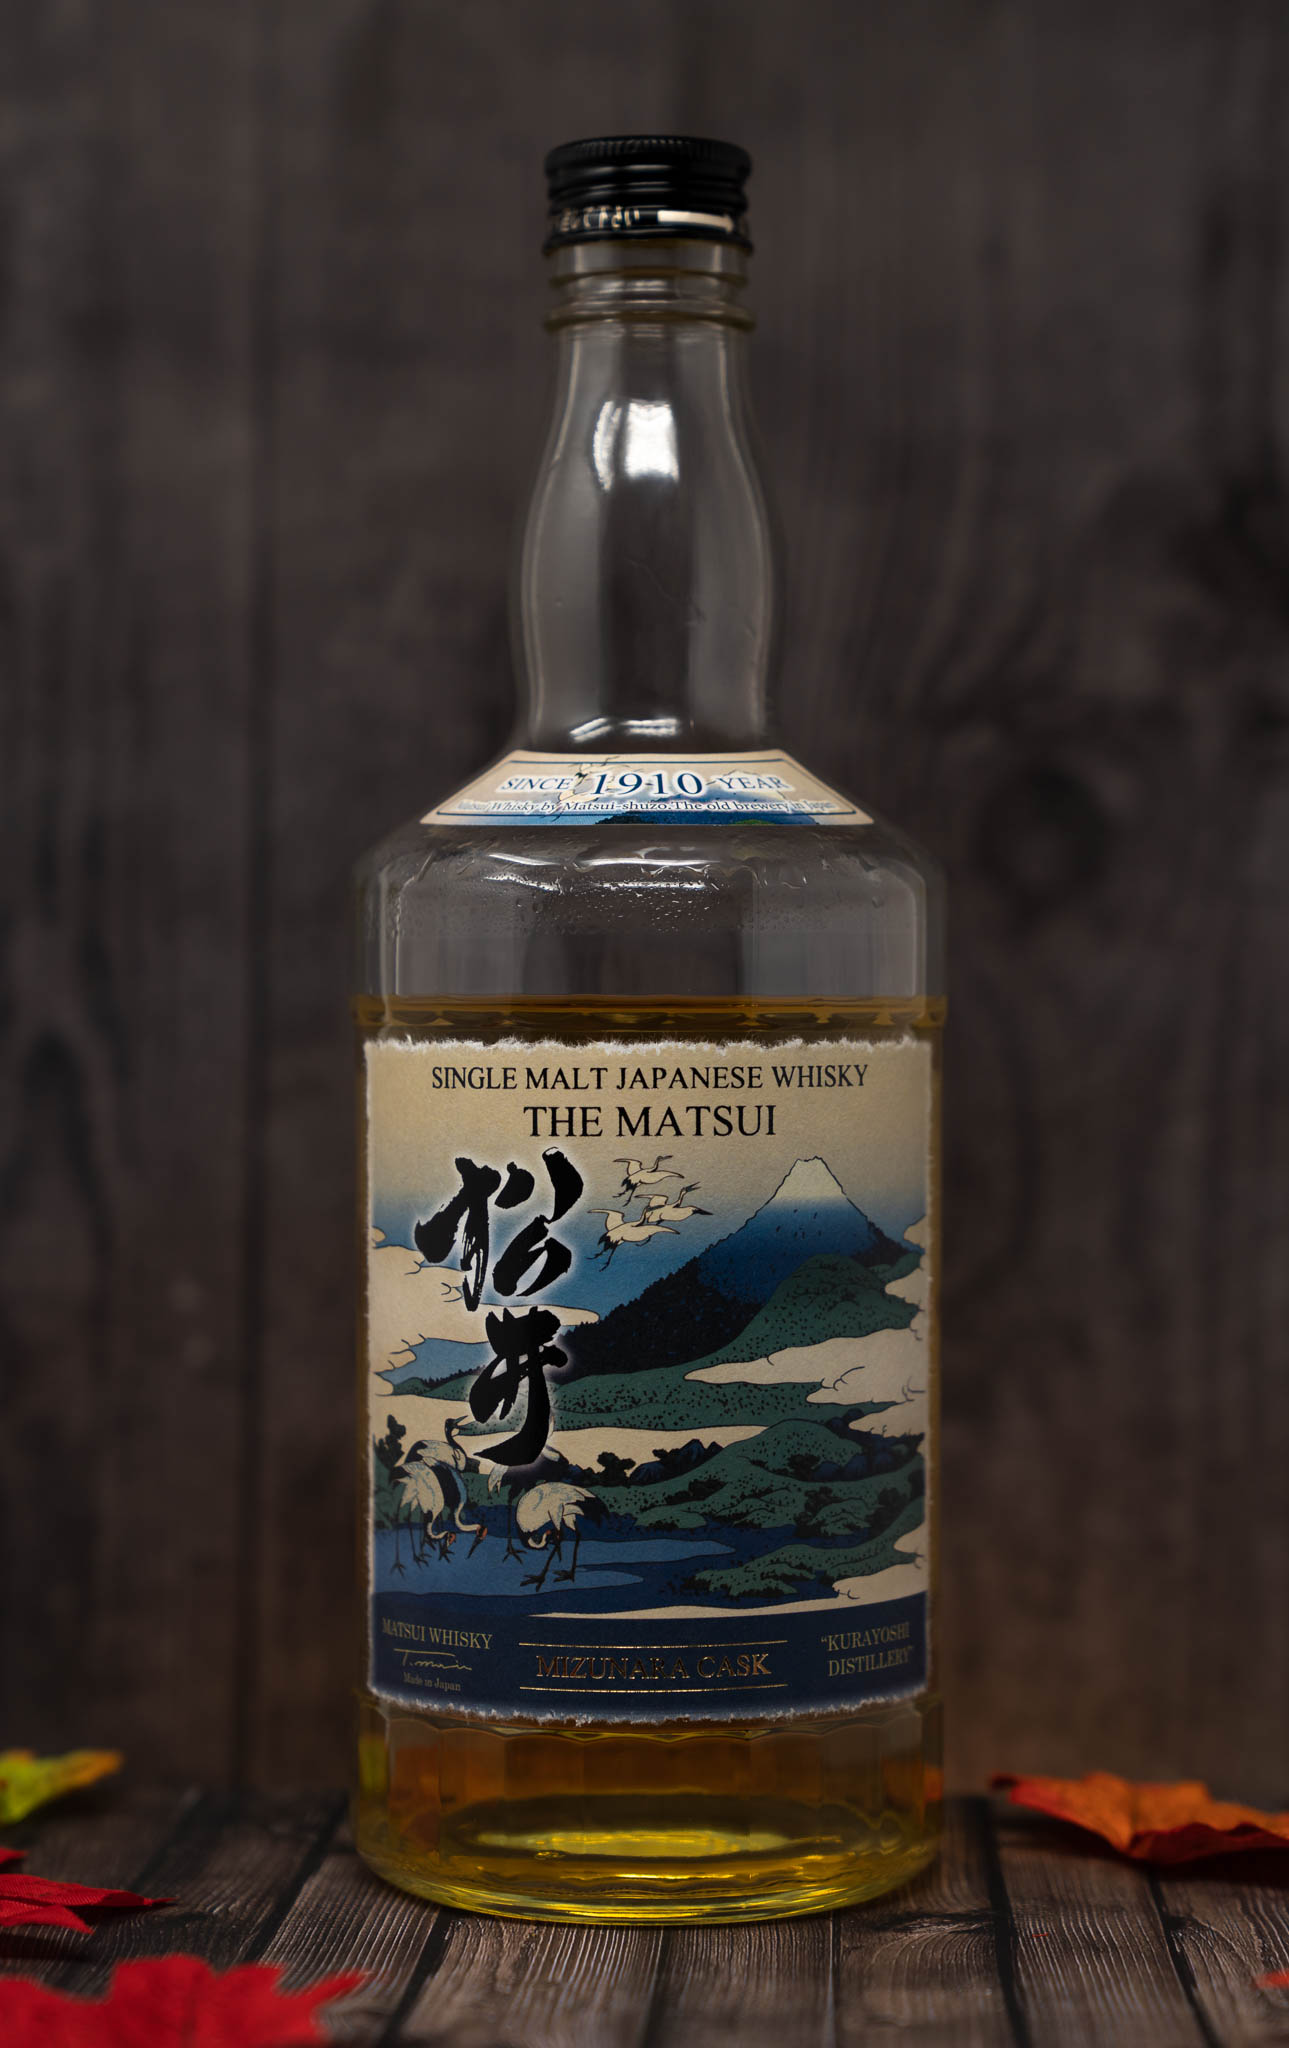 SINCE 1910 YEAR
Matsui Whisky by Matsui-shuzo:The old brewery in Japan
SINGLE MALT JAPANESE WHISKY
THE MATSUI
松井
MATSUI WHISKY
Made in Japan
MIZUNARA CASK
“KURAYOSHI
DISTILLERY”